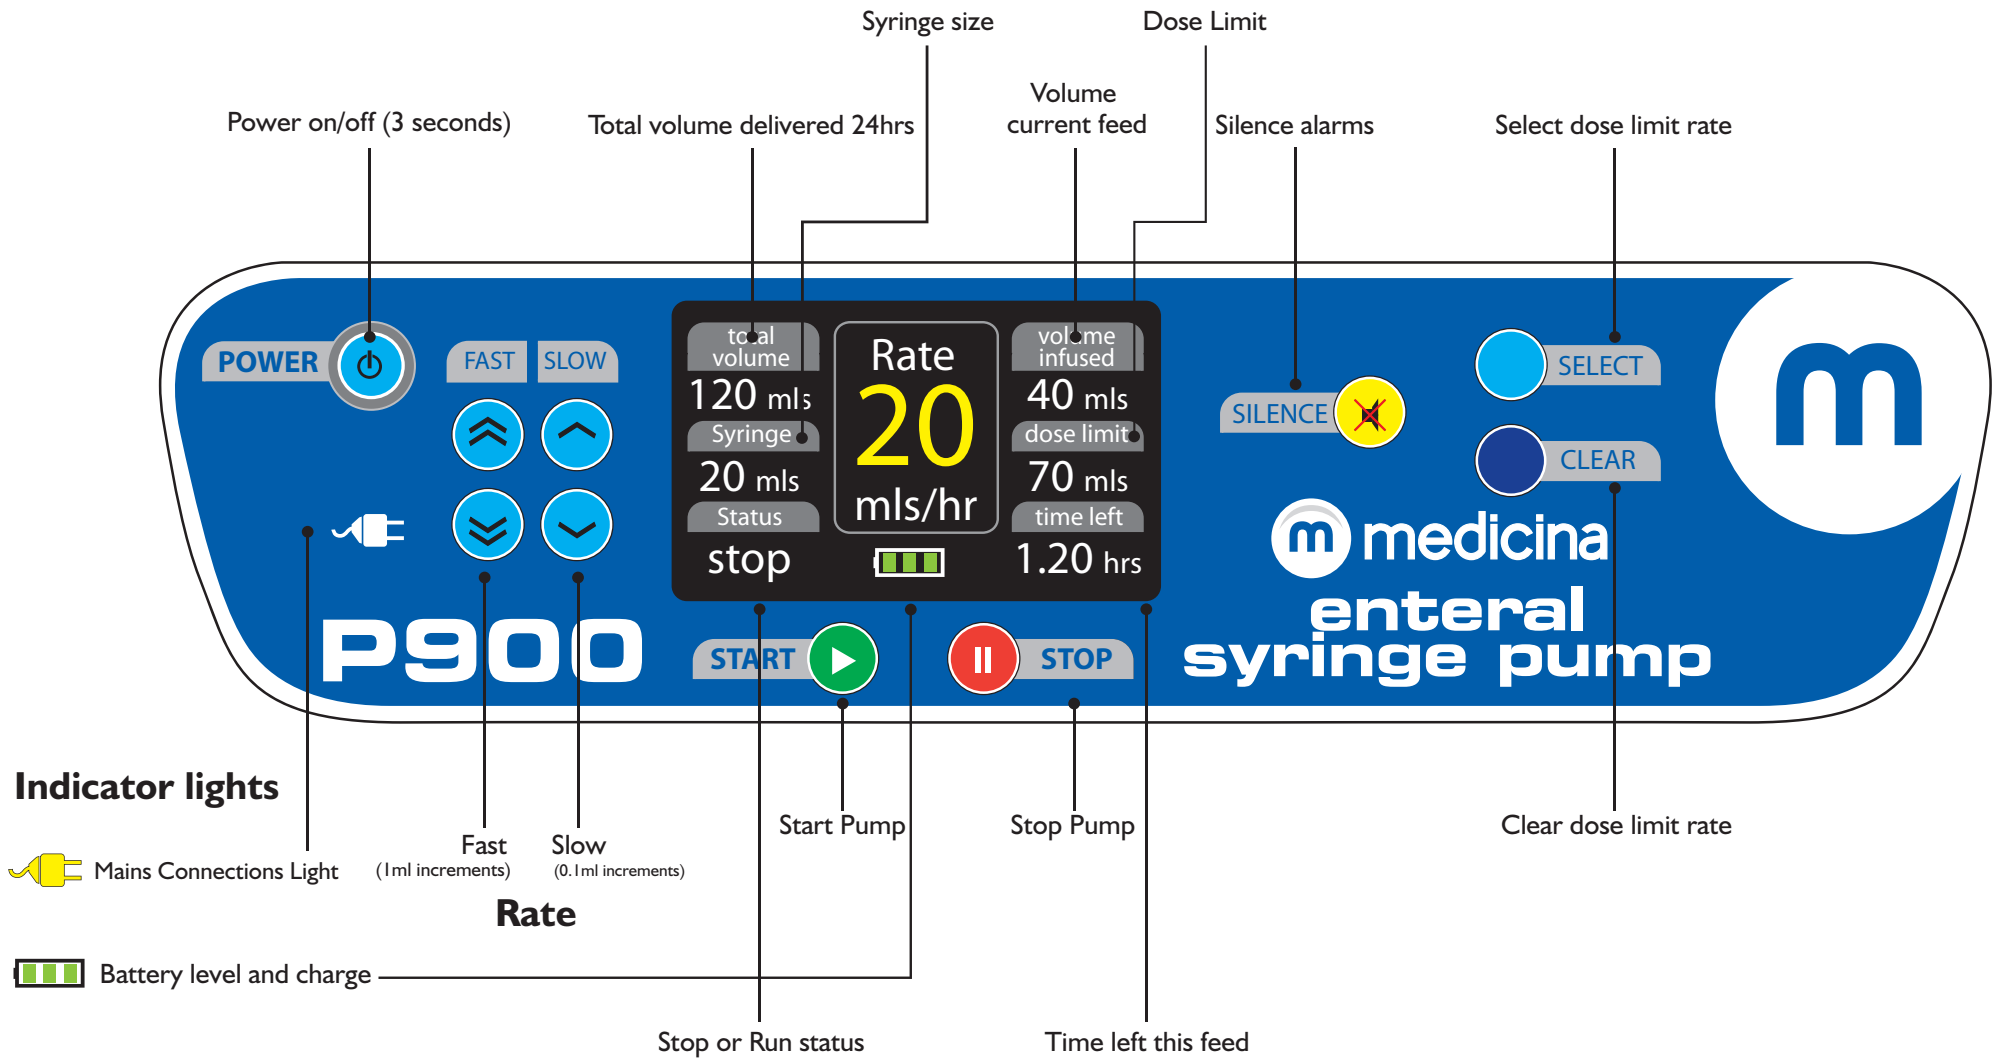 Syringe size
Dose Limit
Volume
current feed
Power on/off (3 seconds)
Total volume delivered 24hrs
Silence alarms
Select dose limit rate
POWER
FAST
SLOW
total
volume
120 mls
Syringe
20 mls
Status
stop
Rate
20
mls/hr
volume
infused
40 mls
dose limit
70 mls
time left
1.20 hrs
SILENCE
SELECT
CLEAR
m
m medicina
enteral
syringe pump
P900
START
STOP
Indicator lights
Mains Connections Light
Fast
(1ml increments)
Slow
(0.1ml increments)
Rate
Start Pump
Stop Pump
Clear dose limit rate
Battery level and charge
Stop or Run status
Time left this feed